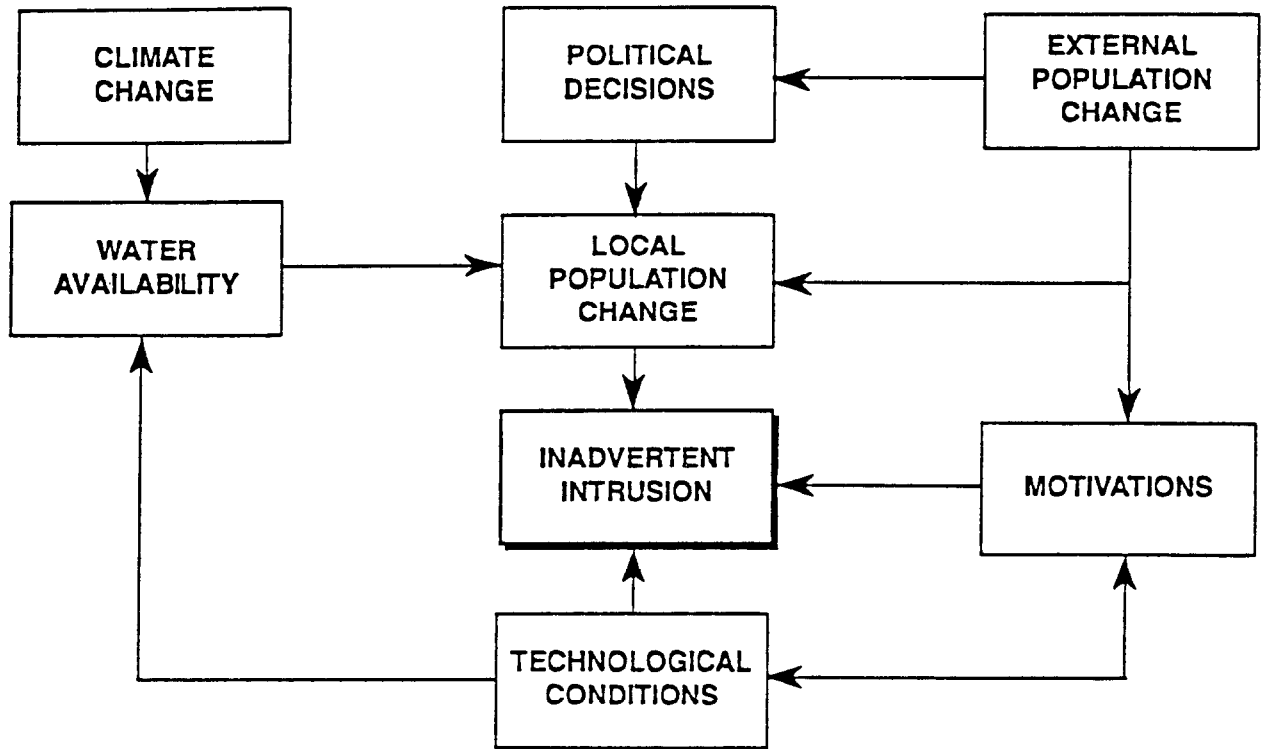 CLIMATE
CHANGE
POLITICAL
DECISIONS
EXTERNAL
POPULATION
CHANGE
WATER
AVAILABILITY
LOCAL
POPULATION
CHANGE
INADVERTENT
INTRUSION
MOTIVATIONS
TECHNOLOGICAL
CONDITIONS